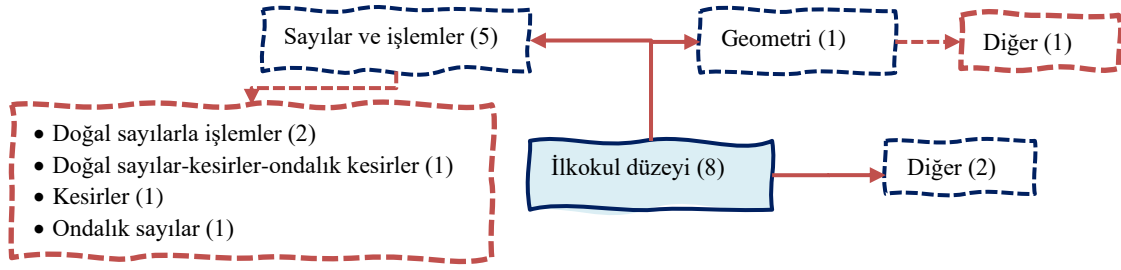 Sayılar ve işlemler (5)
Geometri (1)
Diğer (1)
• Doğal sayılarla işlemler (2)
• Doğal sayılar-kesirler-ondalık kesirler (1)
• Kesirler (1)
• Ondalık sayılar (1)
İlkokul düzeyi (8)
Diğer (2)